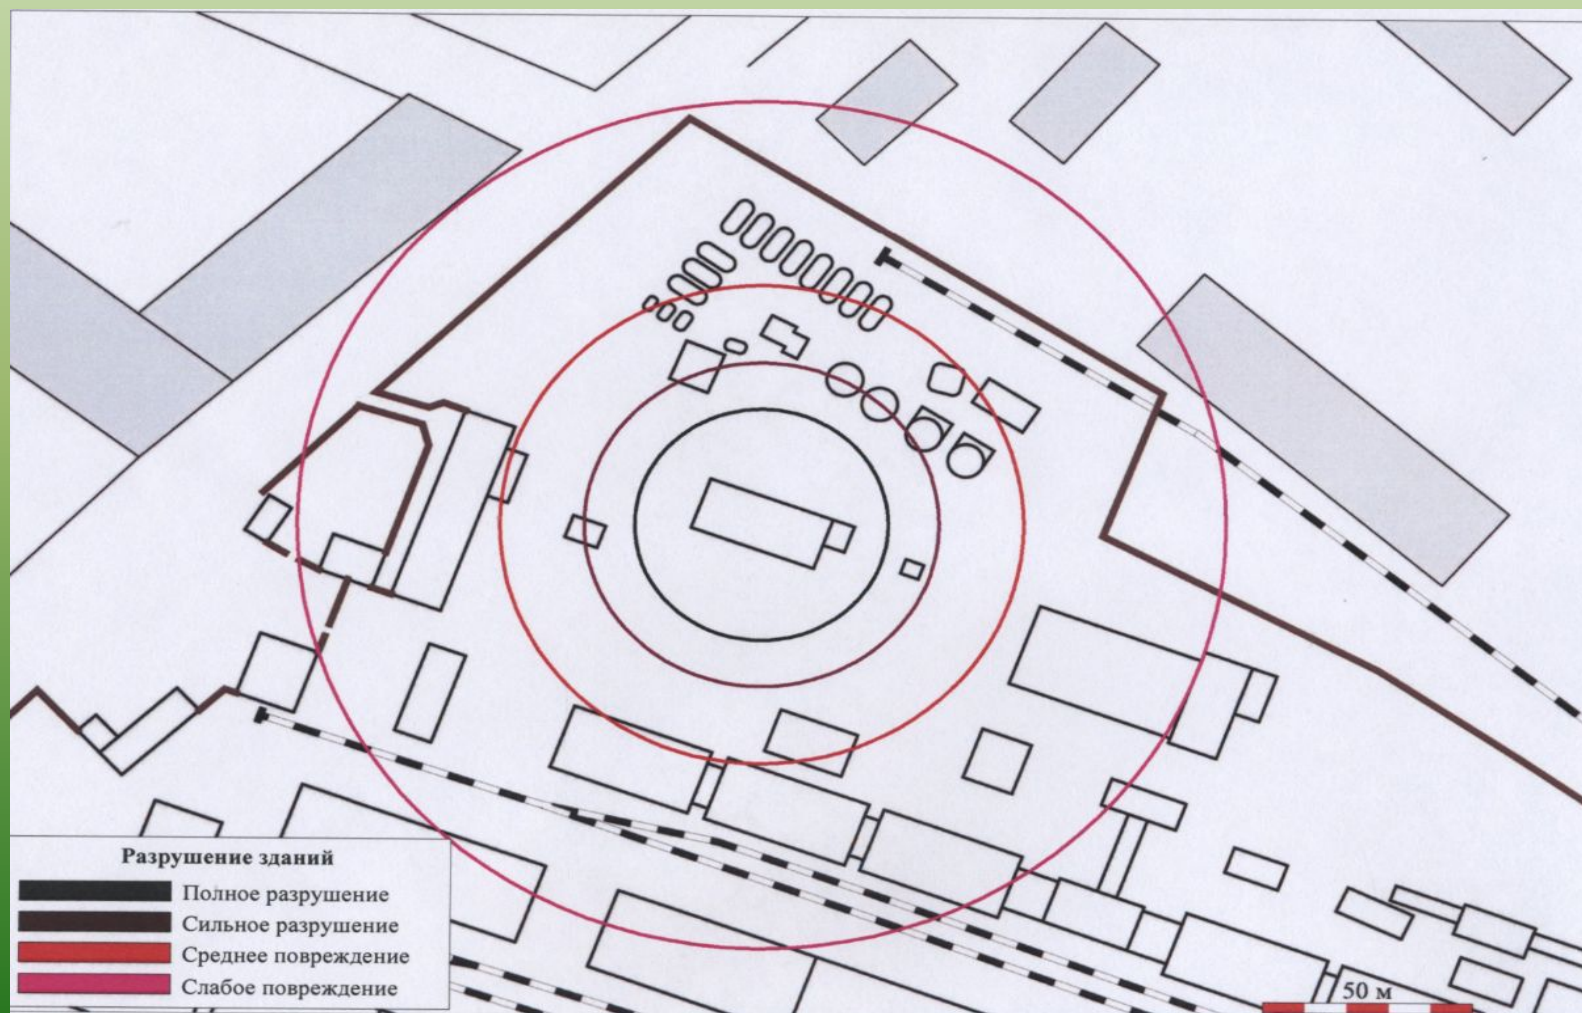 Разрушение зданий
Полное разрушение
Сильное разрушение
Среднее повреждение
Слабое повреждение
50 м